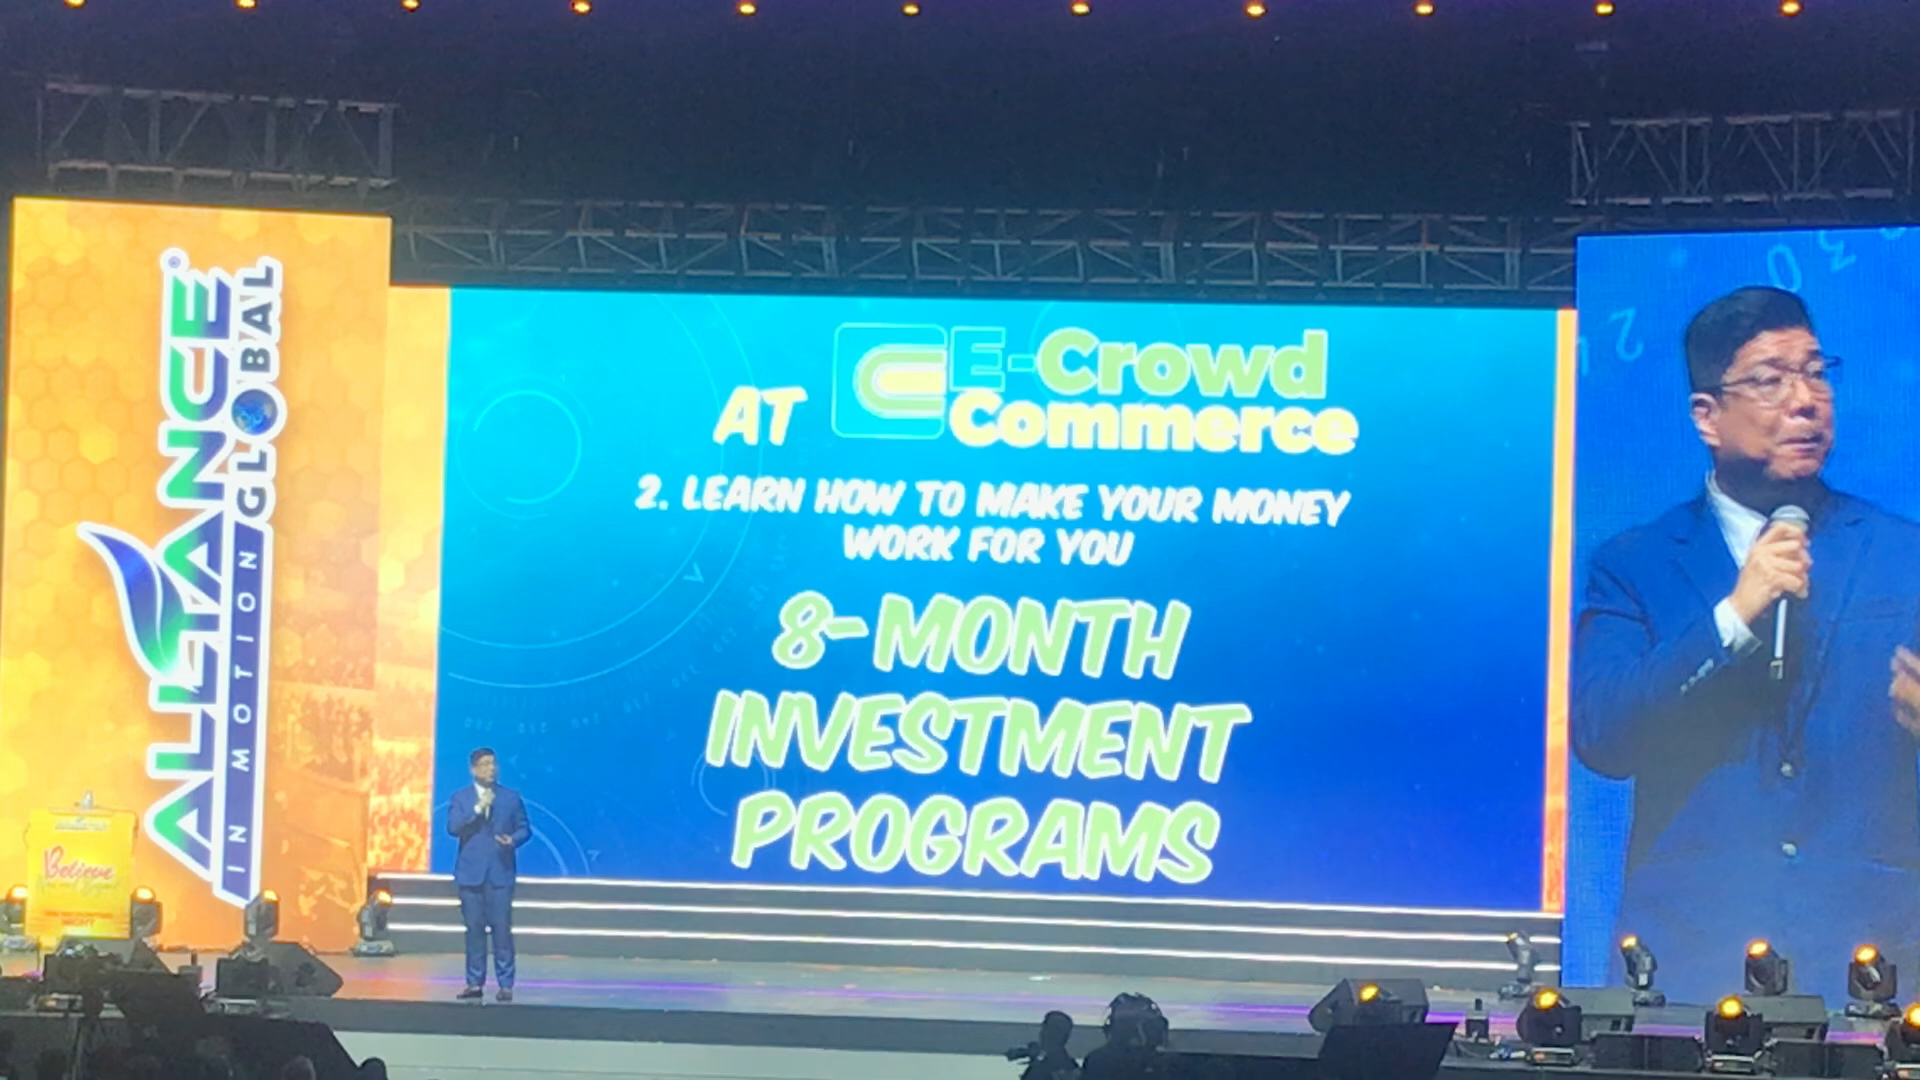 ALLIANCE®
IN MOTION GLOBAL
AT
E-Crowd
Commerce
2. LEARN HOW TO MAKE YOUR MONEY
WORK FOR YOU
8-MONTH
INVESTMENT
PROGRAMS
Believe